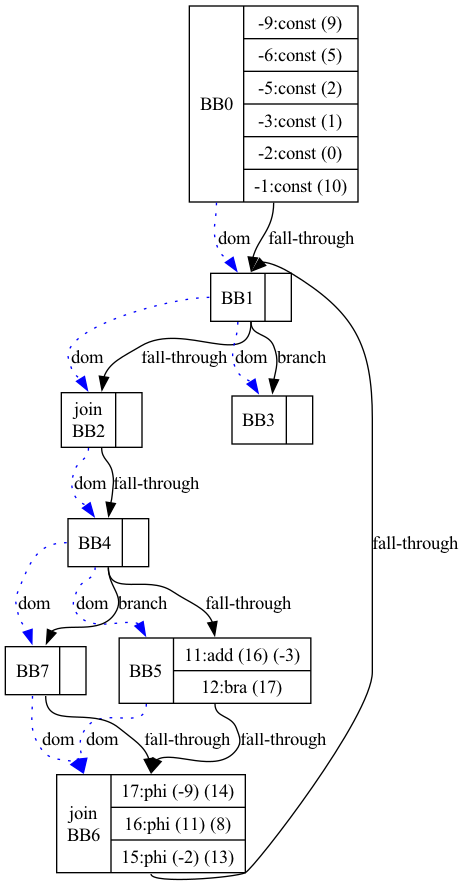 BB0
-9:const (9)
-6:const (5)
-5:const (2)
-3:const (1)
-2:const (0)
-1:const (10)
dom
fall-through
BB1
fall-through
dom
fall-through
dom
branch
join
BB2
BB3
dom
fall-through
BB4
dom
dom
branch
fall-through
BB7
BB5
11:add (16) (-3)
12:bra (17)
dom
dom
fall-through
fall-through
join
BB6
17:phi (-9) (14)
16:phi (11) (8)
15:phi (-2) (13)